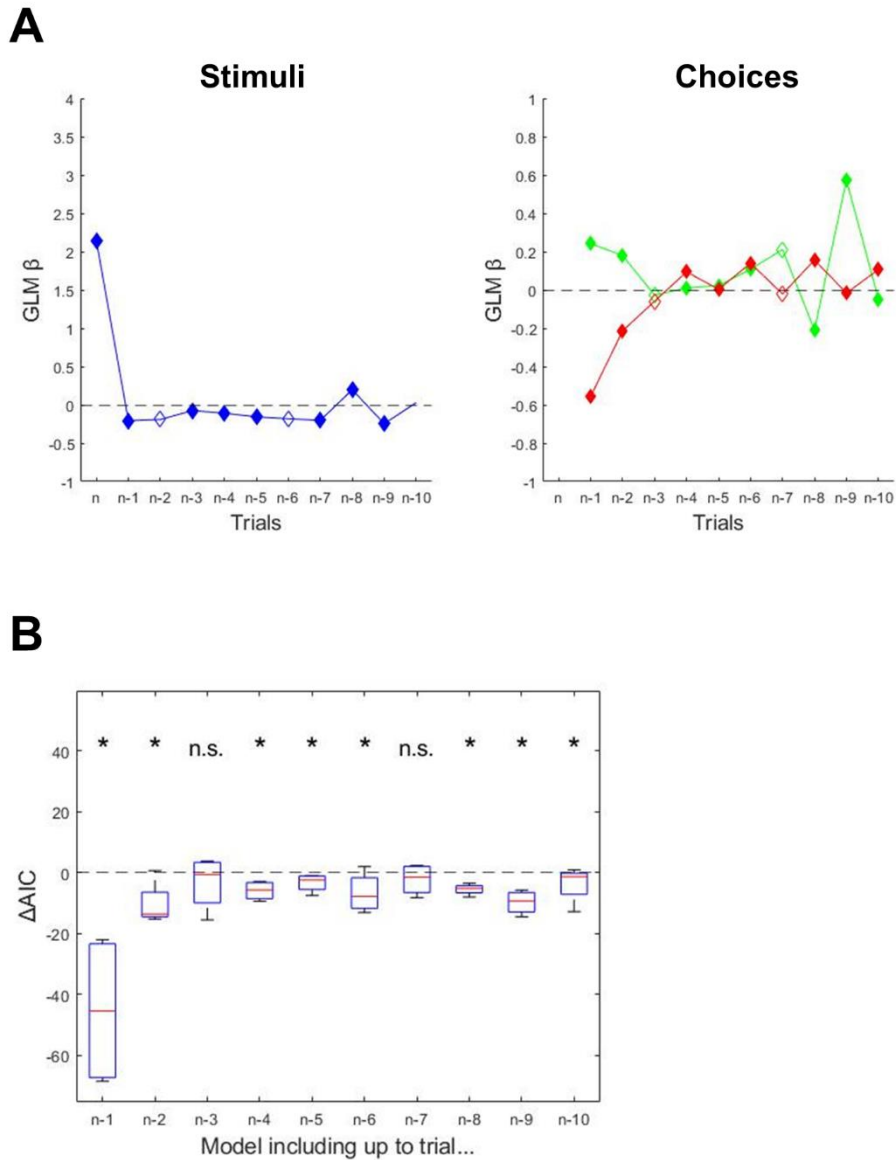 A
Stimuli
Choices
4
3.5
3
2.5
2
1.5
1
0.5
0
-0.5
-1
GLM β
n n-1 n-2 n-3 n-4 n-5 n-6 n-7 n-8 n-9 n-10
Trials
1
0.8
0.6
0.4
0.2
0
-0.2
-0.4
-0.6
-0.8
-1
GLM β
n n-1 n-2 n-3 n-4 n-5 n-6 n-7 n-8 n-9 n-10
Trials
B
* * n.s. * * * n.s. * * *
40
20
0
-20
-40
-60
ΔAIC
n-1 n-2 n-3 n-4 n-5 n-6 n-7 n-8 n-9 n-10
Model including up to trial...